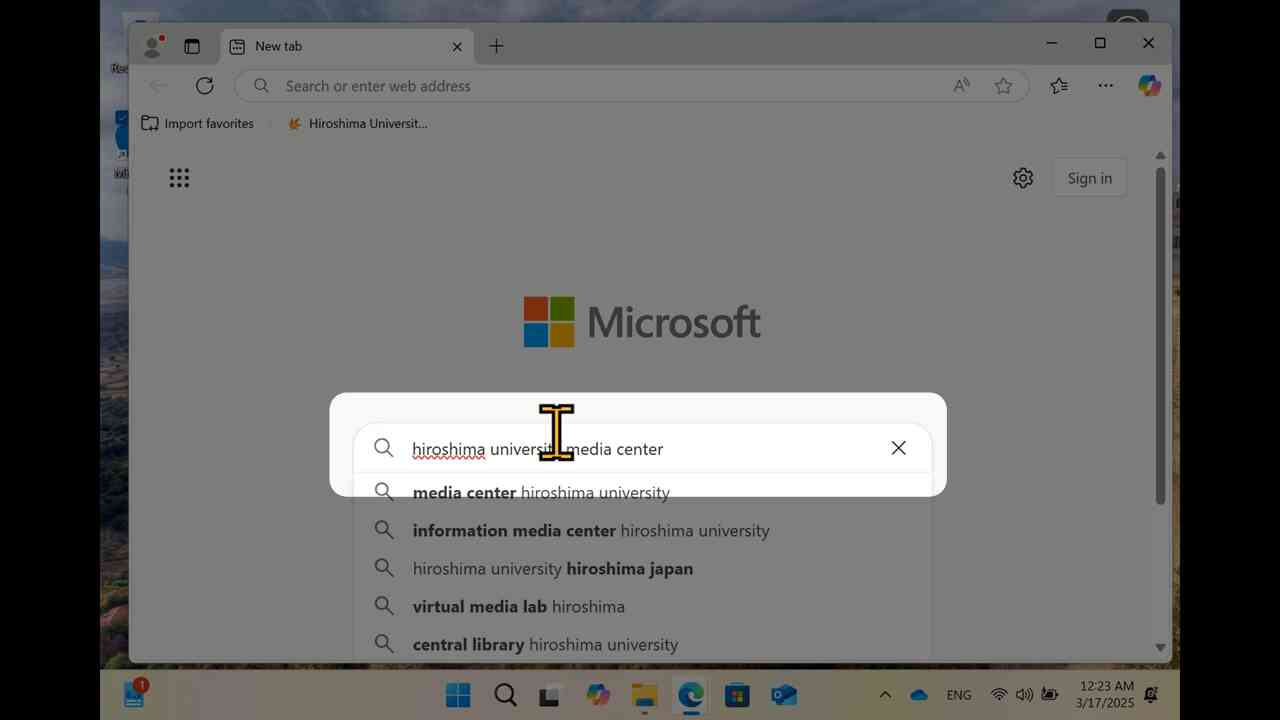 New tab
Search or enter web address
Import favorites
Hiroshima Universit...
Sign in
Microsoft
hiroshima university media center
media center hiroshima university
information media center hiroshima university
hiroshima university hiroshima japan
virtual media lab hiroshima
central library hiroshima university
1
ENG
12:23 AM
3/17/2025